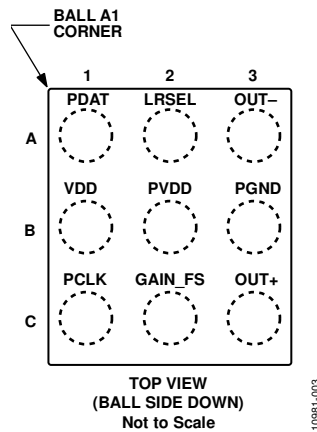 BALL A1
CORNER
1 2 3
PDAT LRSEL OUT–
A
VDD PVDD PGND
B
PCLK GAIN_FS OUT+
C
TOP VIEW
(BALL SIDE DOWN)
Not to Scale
10981-003